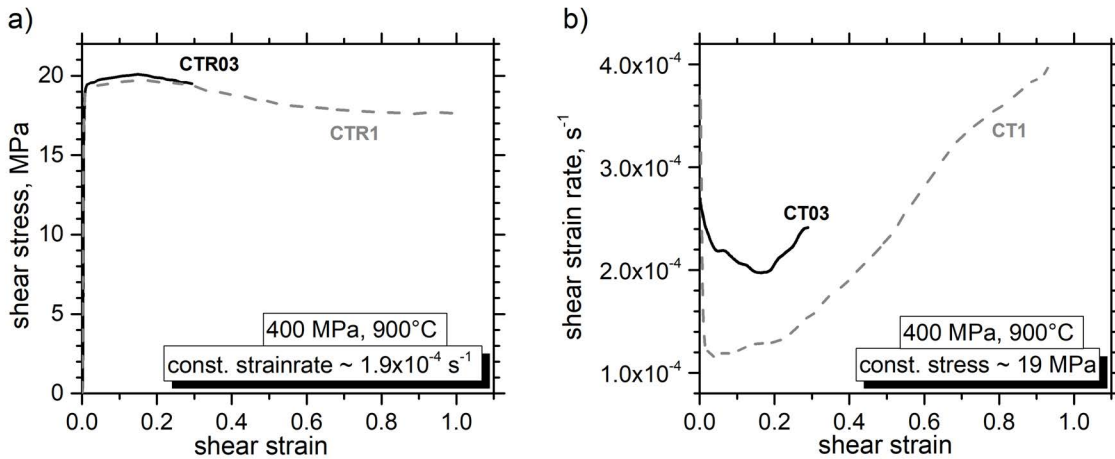 a)
20
15
10
5
0
0.0 0.2 0.4 0.6 0.8 1.0
shear stress, MPa
shear strain
CTR03
CTR1
400 MPa, 900°C
const. strainrate ~ 1.9x10⁻⁴ s⁻¹
b)
4.0x10⁻⁴
3.0x10⁻⁴
2.0x10⁻⁴
1.0x10⁻⁴
0.0 0.2 0.4 0.6 0.8 1.0
shear strain rate, s⁻¹
shear strain
CT1
CT03
400 MPa, 900°C
const. stress ~ 19 MPa